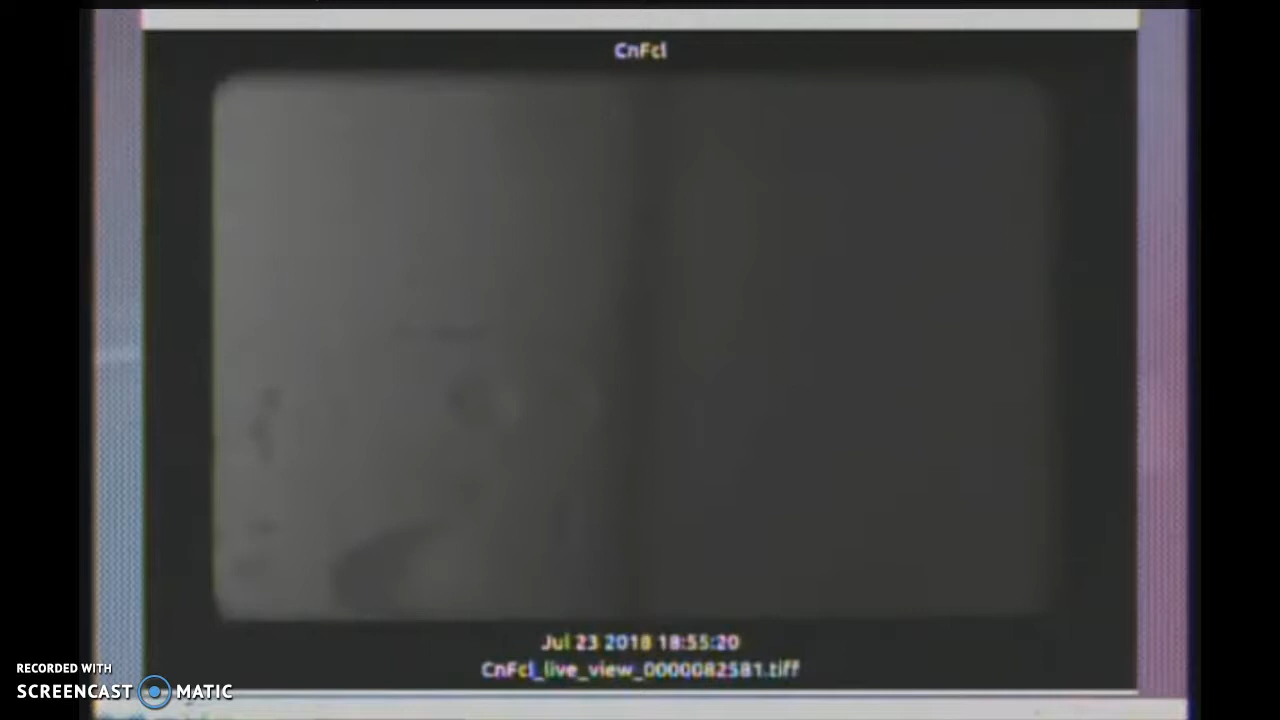 CnFcl
Jul 23 2018 18:55:20
CnFcl_live_view_0000082581.tiff
RECORDED WITH
SCREENCAST MATIC